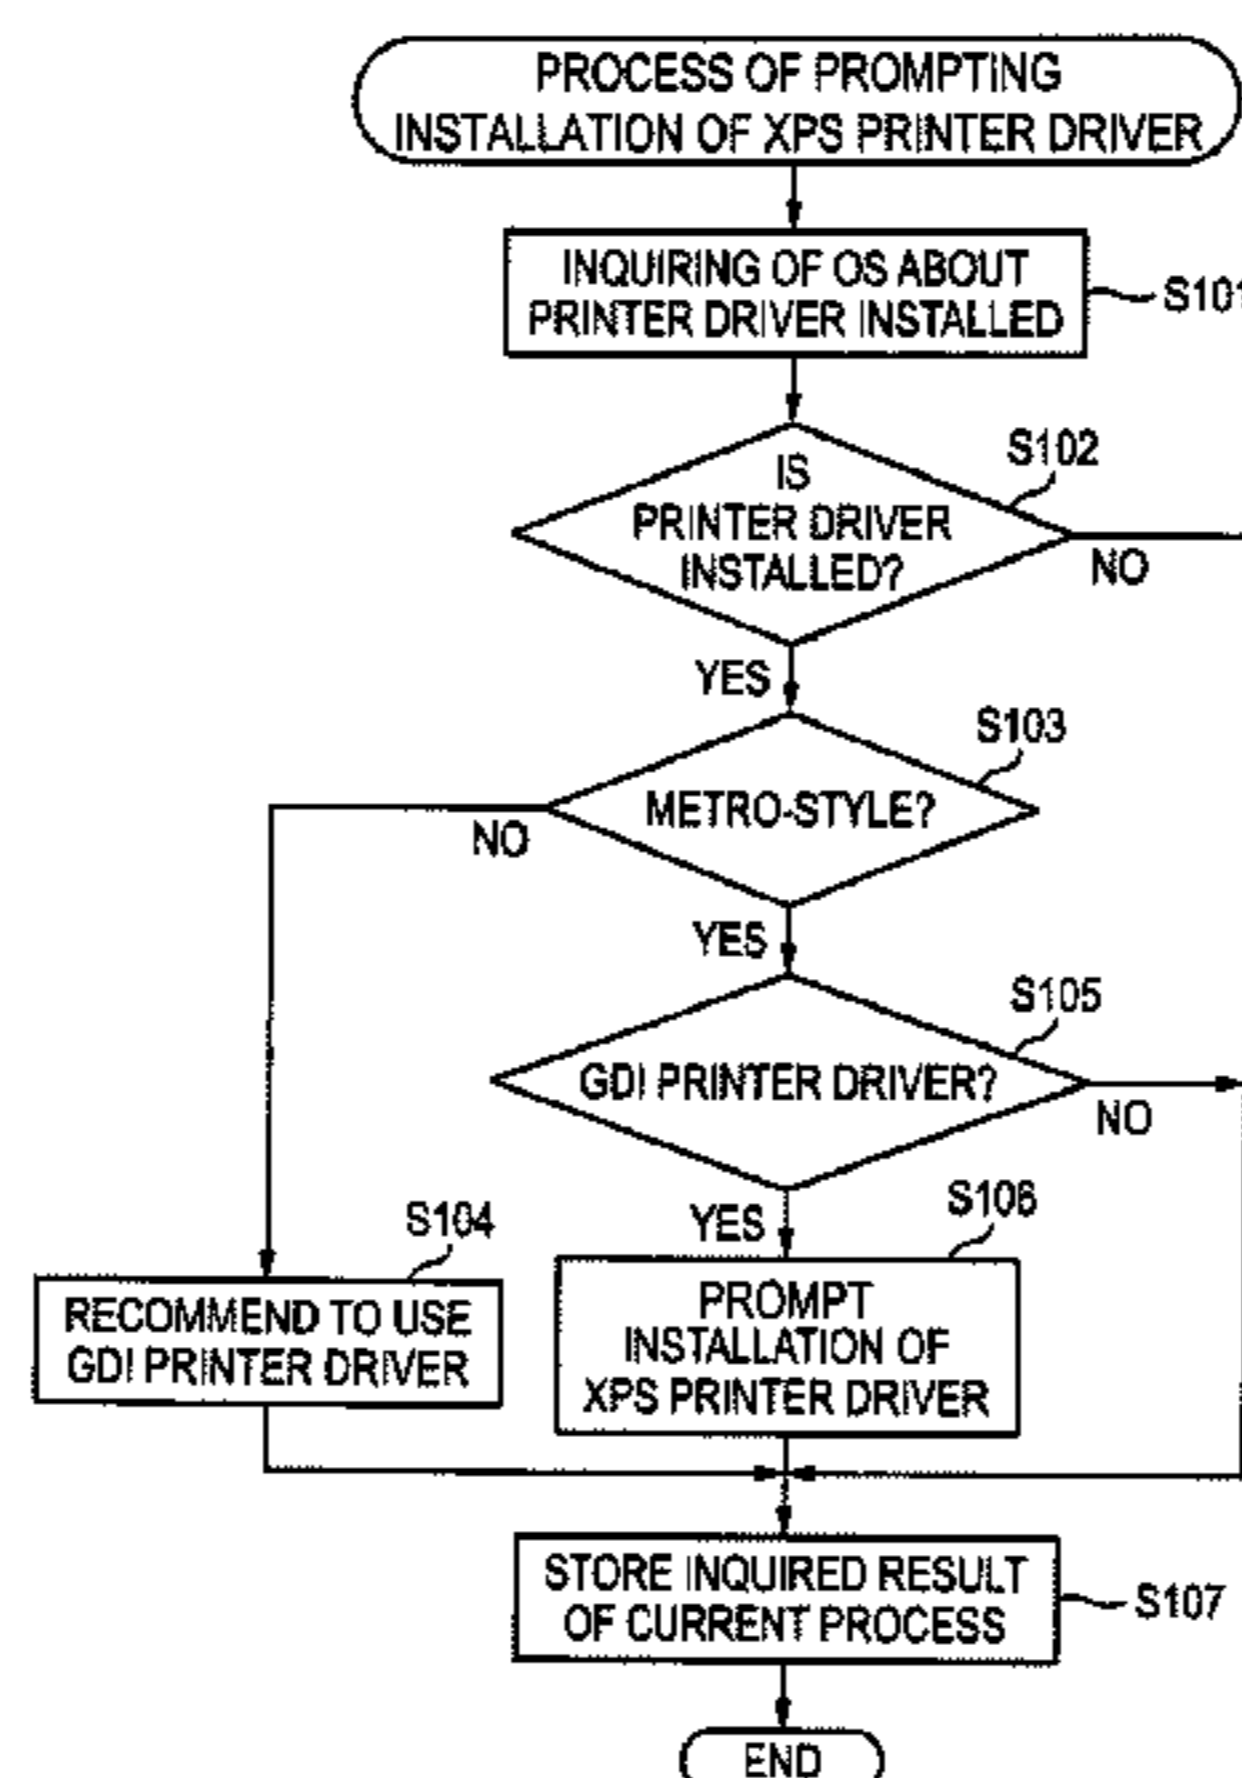 PROCESS OF PROMPTING
INSTALLATION OF XPS PRINTER DRIVER
INQUIRING OF OS ABOUT
PRINTER DRIVER INSTALLED
S101
S102
IS
PRINTER DRIVER
INSTALLED?
NO
YES
S103
METRO-STYLE?
NO
YES
S105
GDI PRINTER DRIVER?
NO
YES
S104
S106
RECOMMEND TO USE
GDI PRINTER DRIVER
PROMPT
INSTALLATION OF
XPS PRINTER DRIVER
STORE INQUIRED RESULT
OF CURRENT PROCESS
S107
END